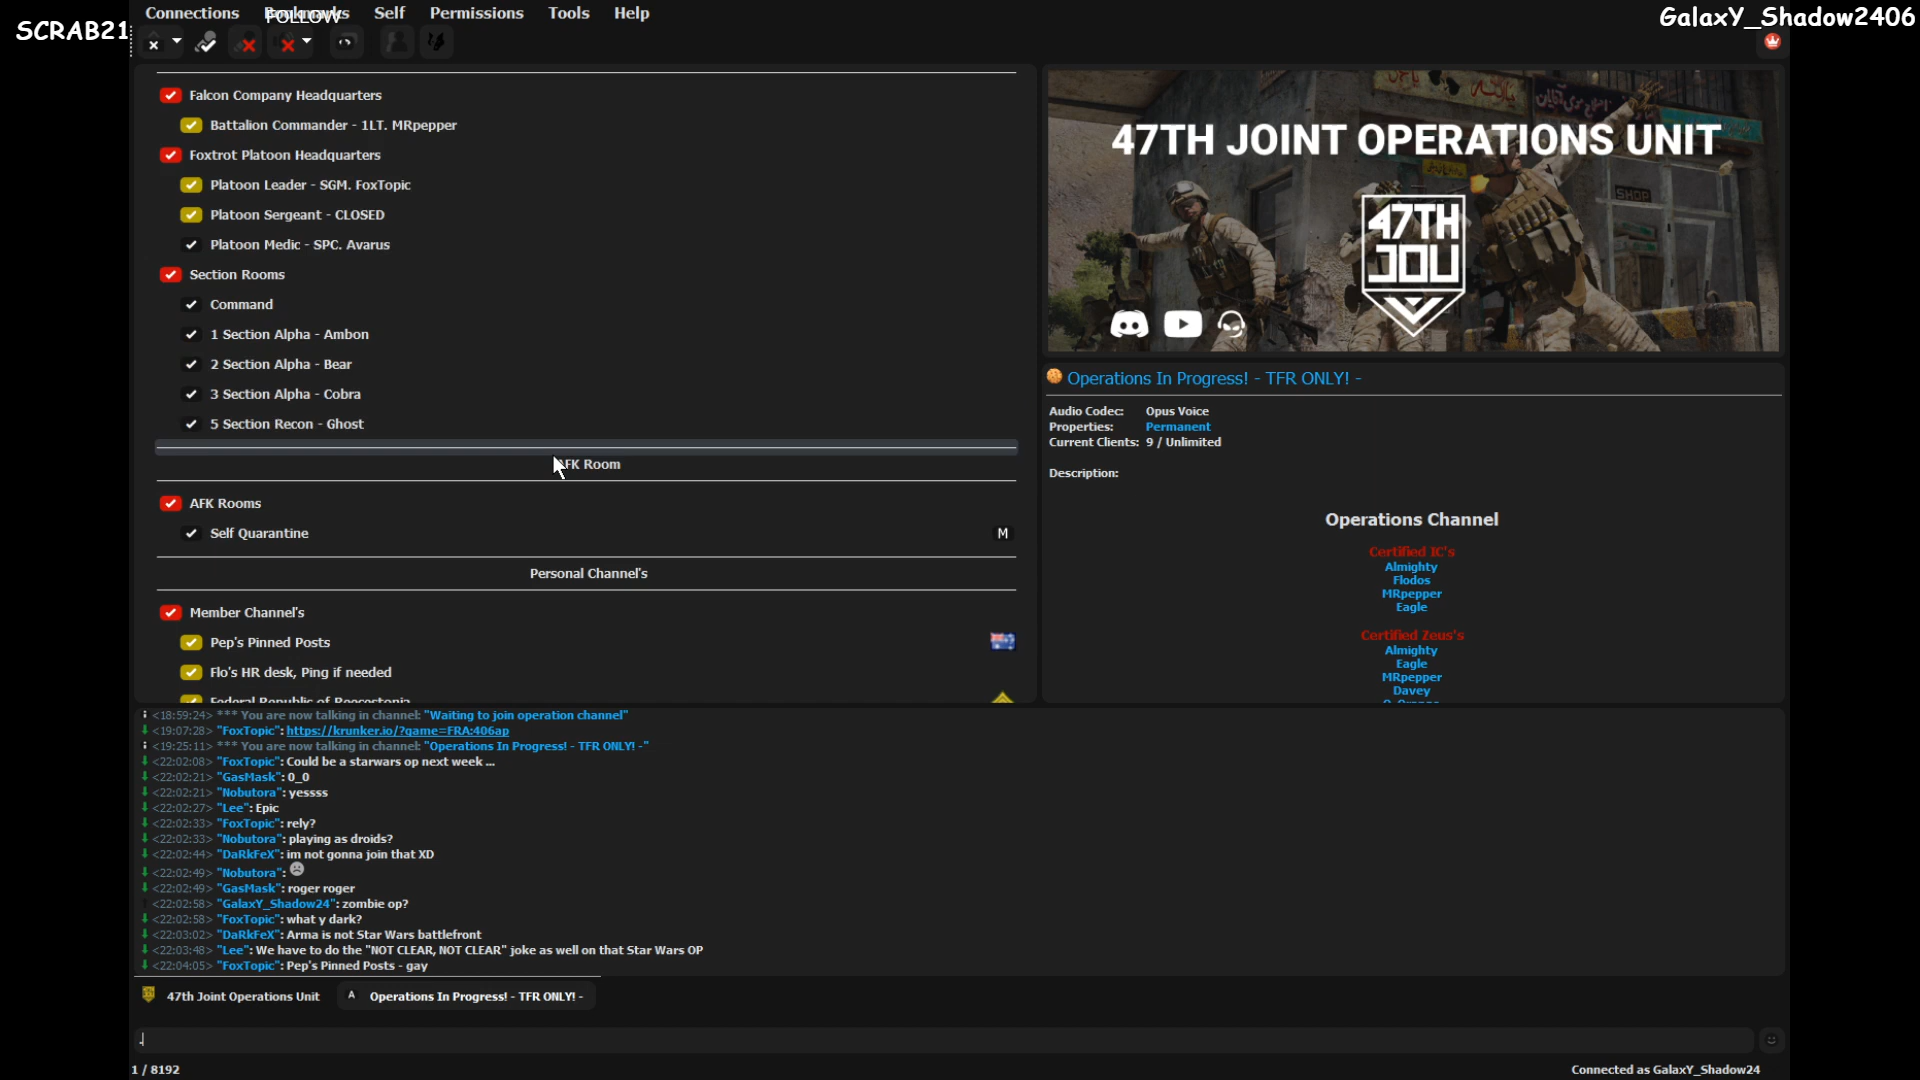 SCRAB21
Connections Bookmarks Self Permissions Tools Help
FOLLOW
GalaxY_Shadow2406
Falcon Company Headquarters
Battalion Commander - 1LT. MRpepper
Foxtrot Platoon Headquarters
Platoon Leader - SGM. FoxTopic
Platoon Sergeant - CLOSED
Platoon Medic - SPC. Avarus
Section Rooms
Command
1 Section Alpha - Ambon
2 Section Alpha - Bear
3 Section Alpha - Cobra
5 Section Recon - Ghost
AFK Room
AFK Rooms
Self Quarantine M
Personal Channel's
Member Channel's
Pep's Pinned Posts
Flo's HR desk, Ping if needed
Federal Republic of Reecestonia
47TH JOINT OPERATIONS UNIT
SHOP
47TH
JOU
Operations In Progress! - TFR ONLY! -
Audio Codec: Opus Voice
Properties: Permanent
Current Clients: 9 / Unlimited
Description:
Operations Channel
Certified IC's
Almighty
Flodos
MRpepper
Eagle
Certified Zeus's
Almighty
Eagle
MRpepper
Davey
<18:59:24> *** You are now talking in channel: "Waiting to join operation channel"
<19:07:28> "FoxTopic": https://krunker.io/?game=FRA:406ap
<19:25:11> *** You are now talking in channel: "Operations In Progress! - TFR ONLY! -"
<22:02:08> "FoxTopic": Could be a starwars op next week ...
<22:02:21> "GasMask": 0_0
<22:02:21> "Nobutora": yessss
<22:02:27> "Lee": Epic
<22:02:33> "FoxTopic": rely?
<22:02:33> "Nobutora": playing as droids?
<22:02:44> "DaRkFeX": im not gonna join that XD
<22:02:49> "Nobutora":
<22:02:49> "GasMask": roger roger
<22:02:58> "GalaxY_Shadow24": zombie op?
<22:02:58> "FoxTopic": what y dark?
<22:03:02> "DaRkFeX": Arma is not Star Wars battlefront
<22:03:48> "Lee": We have to do the "NOT CLEAR, NOT CLEAR" joke as well on that Star Wars OP
<22:04:05> "FoxTopic": Pep's Pinned Posts - gay
47th Joint Operations Unit A Operations In Progress! - TFR ONLY! -
.
1 / 8192 Connected as GalaxY_Shadow24